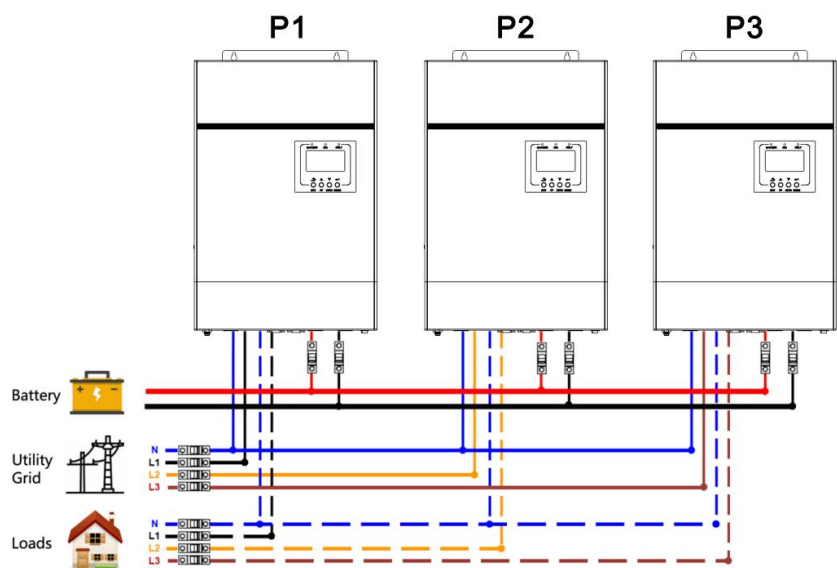 P1 P2 P3
Battery
+ -
Utility
Grid
N
L1
L2
L3
Loads
N
L1
L2
L3